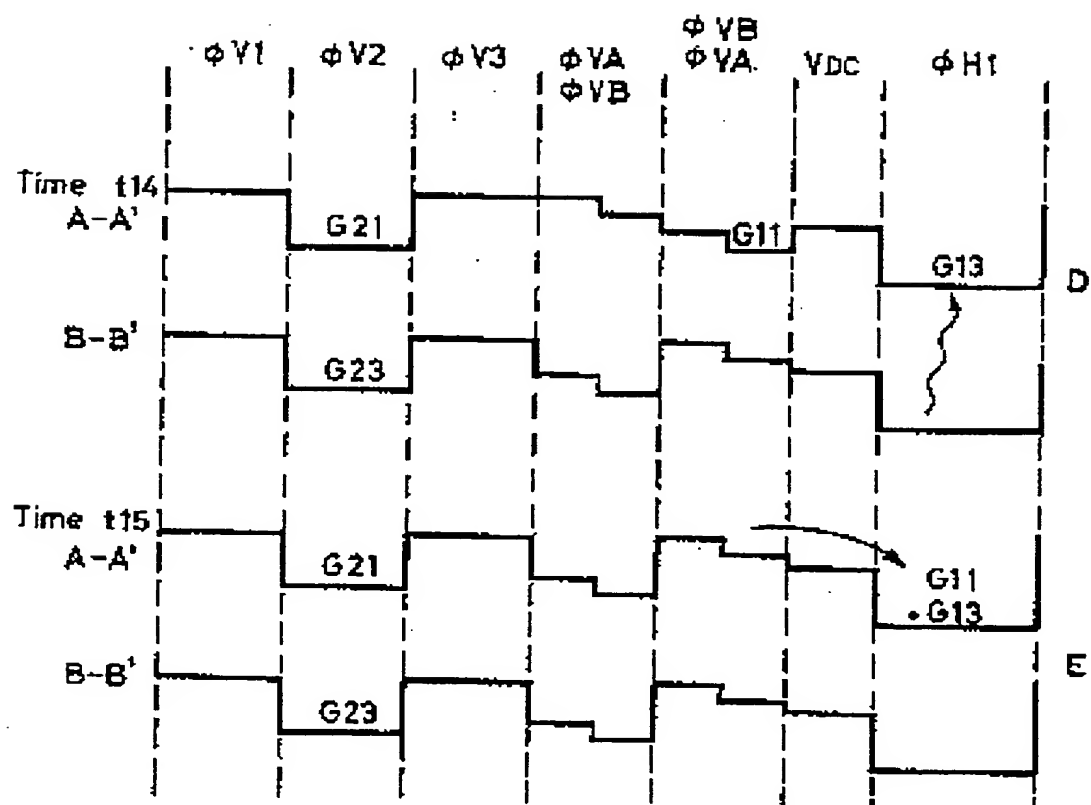 φVB
φV1 φV2 φV3 φVA φVA VDC φH1
φVB
Time t14
A-A'
G21 G11 G13
D
B-B'
G23
Time t15
A-A'
G21 G11
+G13
B-B'
G23
E